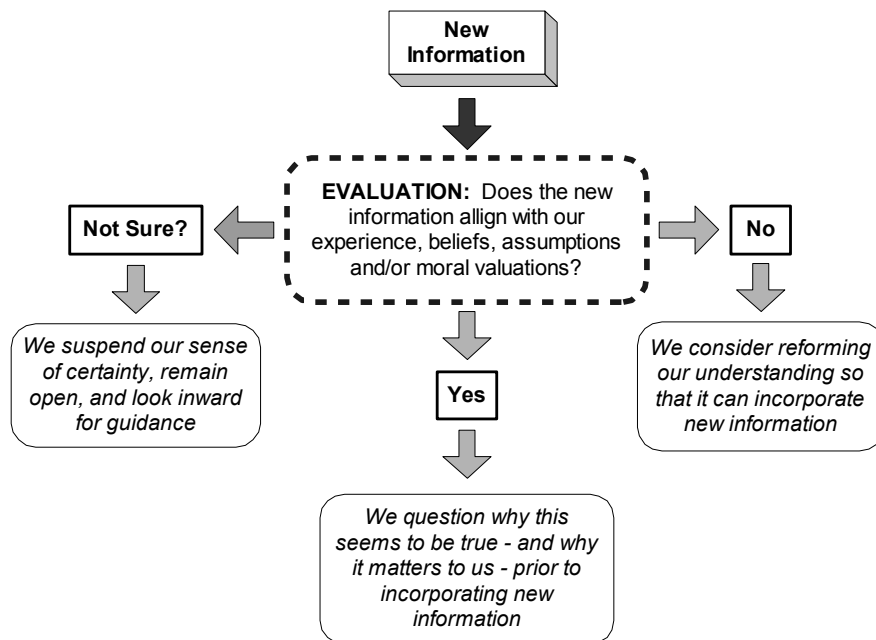 New
Information
EVALUATION: Does the new
information allign with our
experience, beliefs, assumptions
and/or moral valuations?
Not Sure?
No
We suspend our sense
of certainty, remain
open, and look inward
for guidance
Yes
We consider reforming
our understanding so
that it can incorporate
new information
We question why this
seems to be true - and why
it matters to us - prior to
incorporating new
information